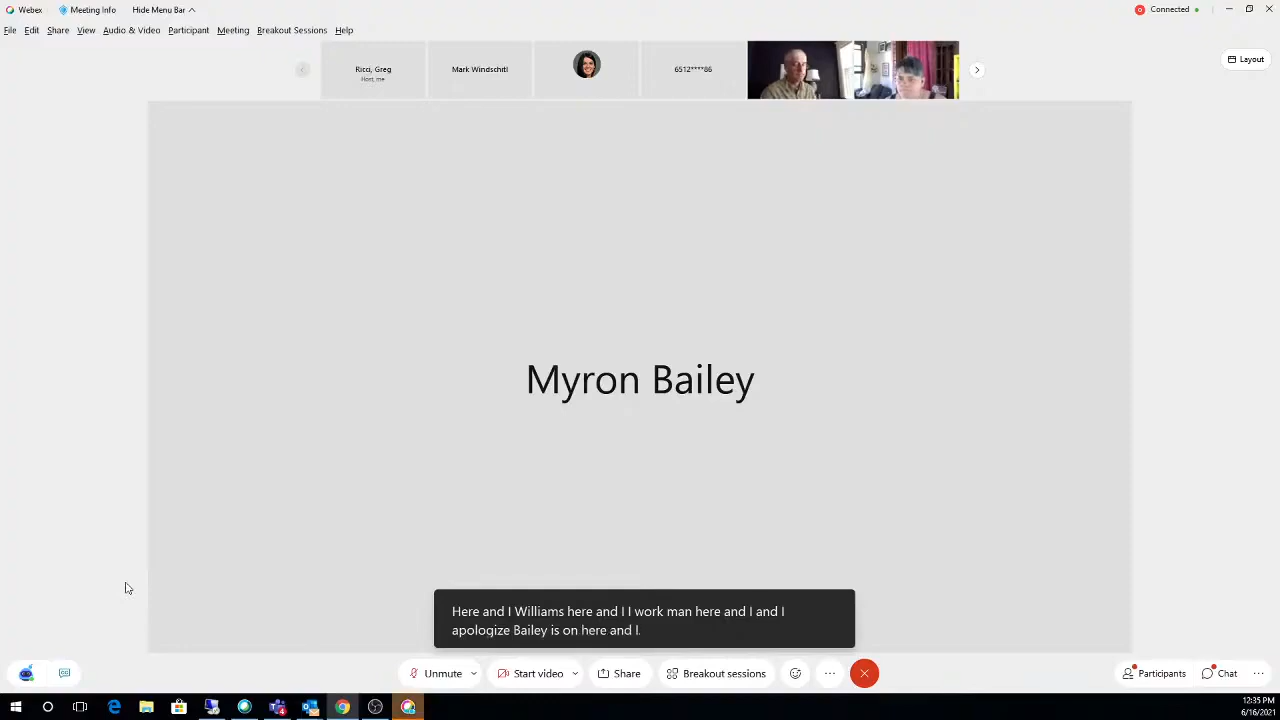 Webex Meeting Info Hide Menu Bar Connected
File Edit Share View Audio & Video Participant Meeting Breakout Sessions Help
Ricci, Greg
Host, me
Mark Windschitl
6512****86
Layout
Myron Bailey
Here and I Williams here and I I work man here and I and I
apologize Bailey is on here and I.
Unmute Start video Share Breakout sessions Participants Chat
12:35 PM
6/16/2021